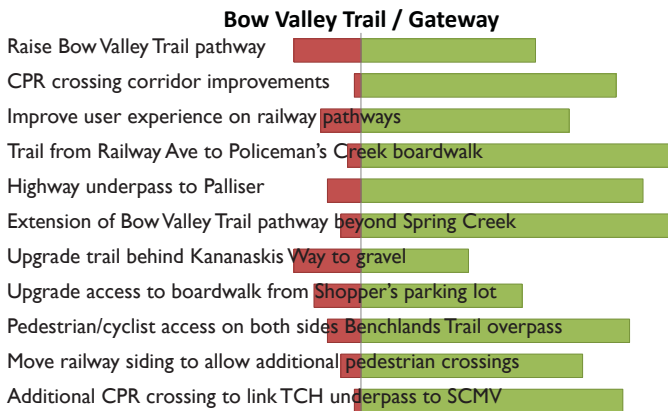 Bow Valley Trail / Gateway
Raise Bow Valley Trail pathway
CPR crossing corridor improvements
Improve user experience on railway pathways
Trail from Railway Ave to Policeman's Creek boardwalk
Highway underpass to Palliser
Extension of Bow Valley Trail pathway beyond Spring Creek
Upgrade trail behind Kananaskis Way to gravel
Upgrade access to boardwalk from Shopper's parking lot
Pedestrian/cyclist access on both sides Benchlands Trail overpass
Move railway siding to allow additional pedestrian crossings
Additional CPR crossing to link TCH underpass to SCMV